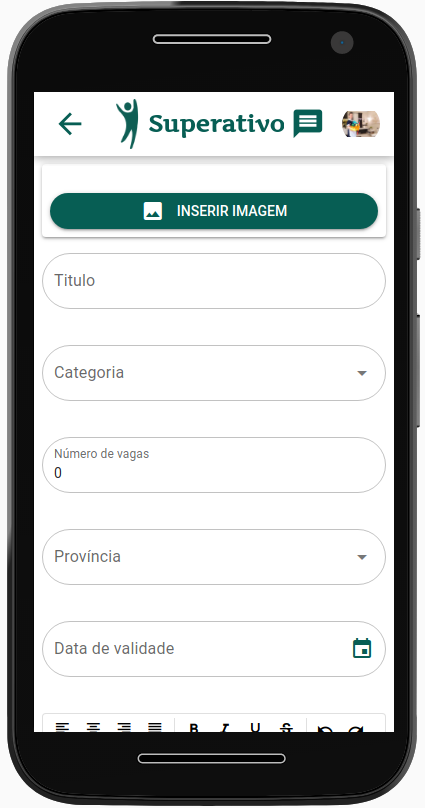 Superativo
INSERIR IMAGEM
Titulo
Categoria
Número de vagas
0
Província
Data de validade
B I U S